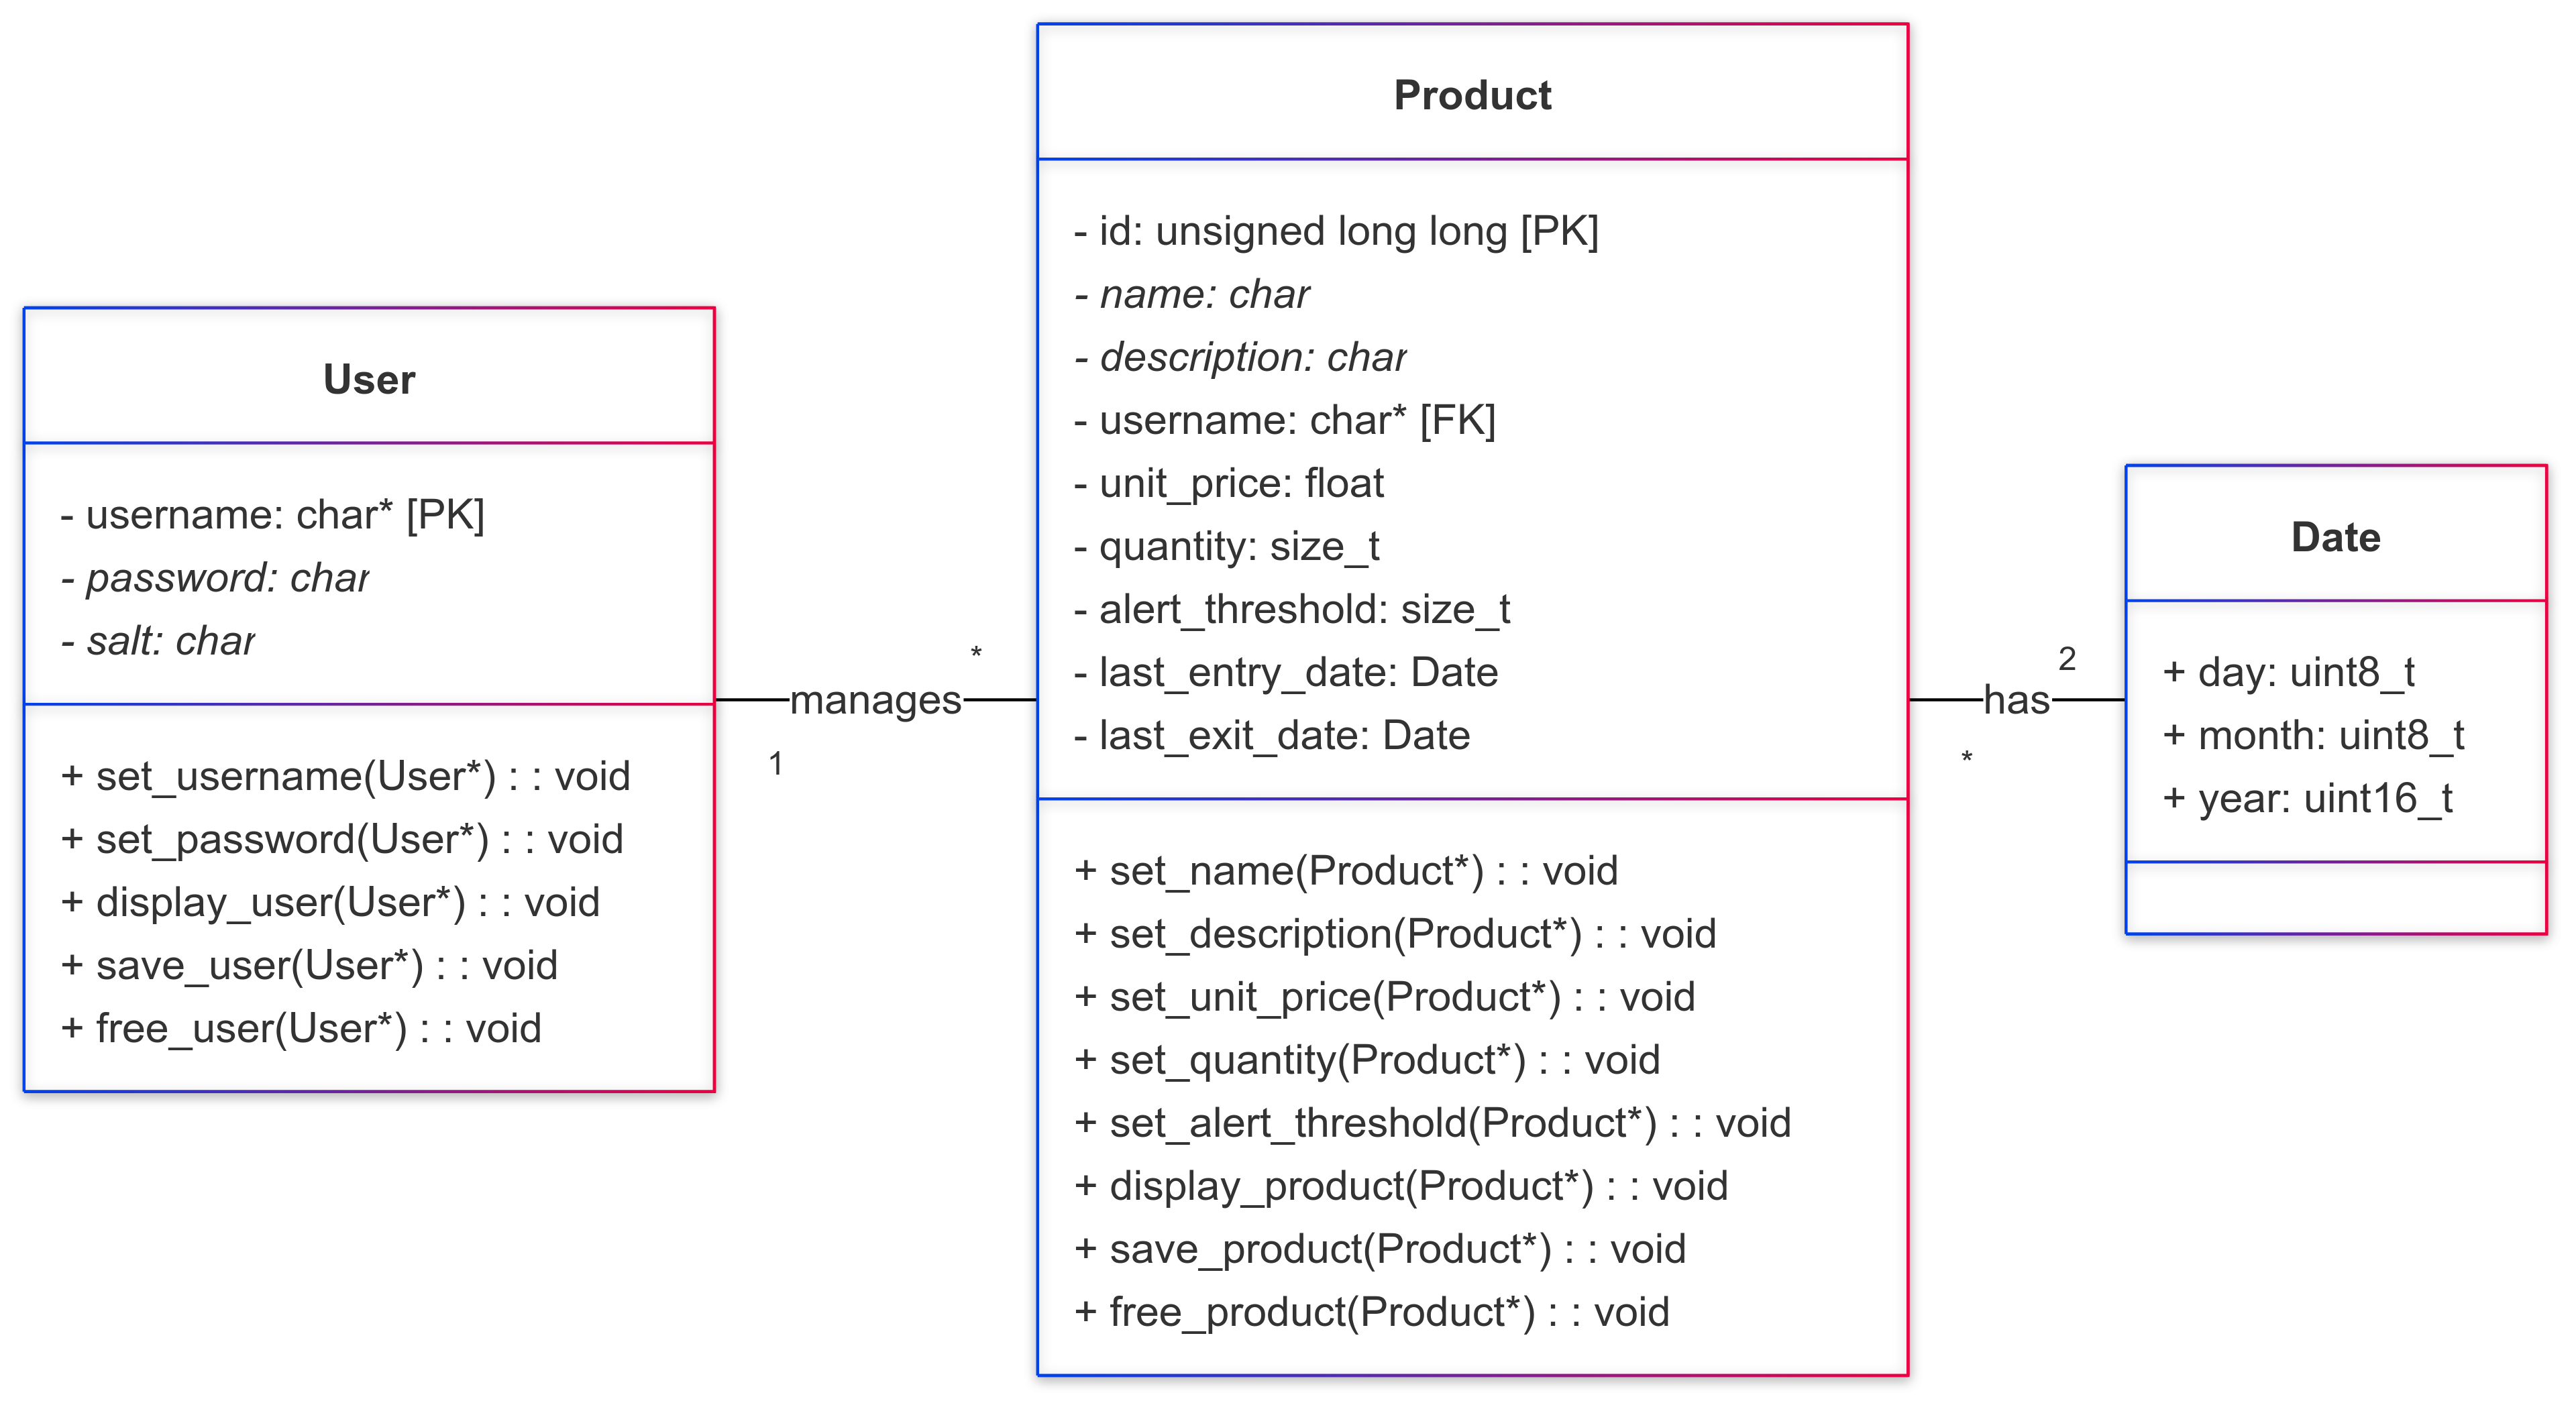 User
- username: char* [PK]
- password: char
- salt: char
+ set_username(User*) : : void
+ set_password(User*) : : void
+ display_user(User*) : : void
+ save_user(User*) : : void
+ free_user(User*) : : void
*
manages
1
Product
- id: unsigned long long [PK]
- name: char
- description: char
- username: char* [FK]
- unit_price: float
- quantity: size_t
- alert_threshold: size_t
- last_entry_date: Date
- last_exit_date: Date
+ set_name(Product*) : : void
+ set_description(Product*) : : void
+ set_unit_price(Product*) : : void
+ set_quantity(Product*) : : void
+ set_alert_threshold(Product*) : : void
+ display_product(Product*) : : void
+ save_product(Product*) : : void
+ free_product(Product*) : : void
2
has
*
Date
+ day: uint8_t
+ month: uint8_t
+ year: uint16_t